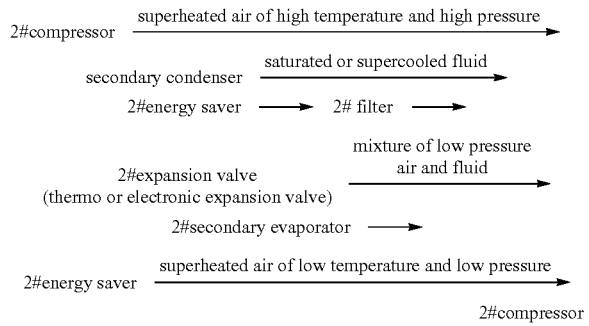 superheated air of high temperature and high pressure
2#compressor
saturated or supercooled fluid
secondary condenser
2#energy saver 2# filter
mixture of low pressure
air and fluid
2#expansion valve
(thermo or electronic expansion valve)
2#secondary evaporator
superheated air of low temperature and low pressure
2#energy saver
2#compressor